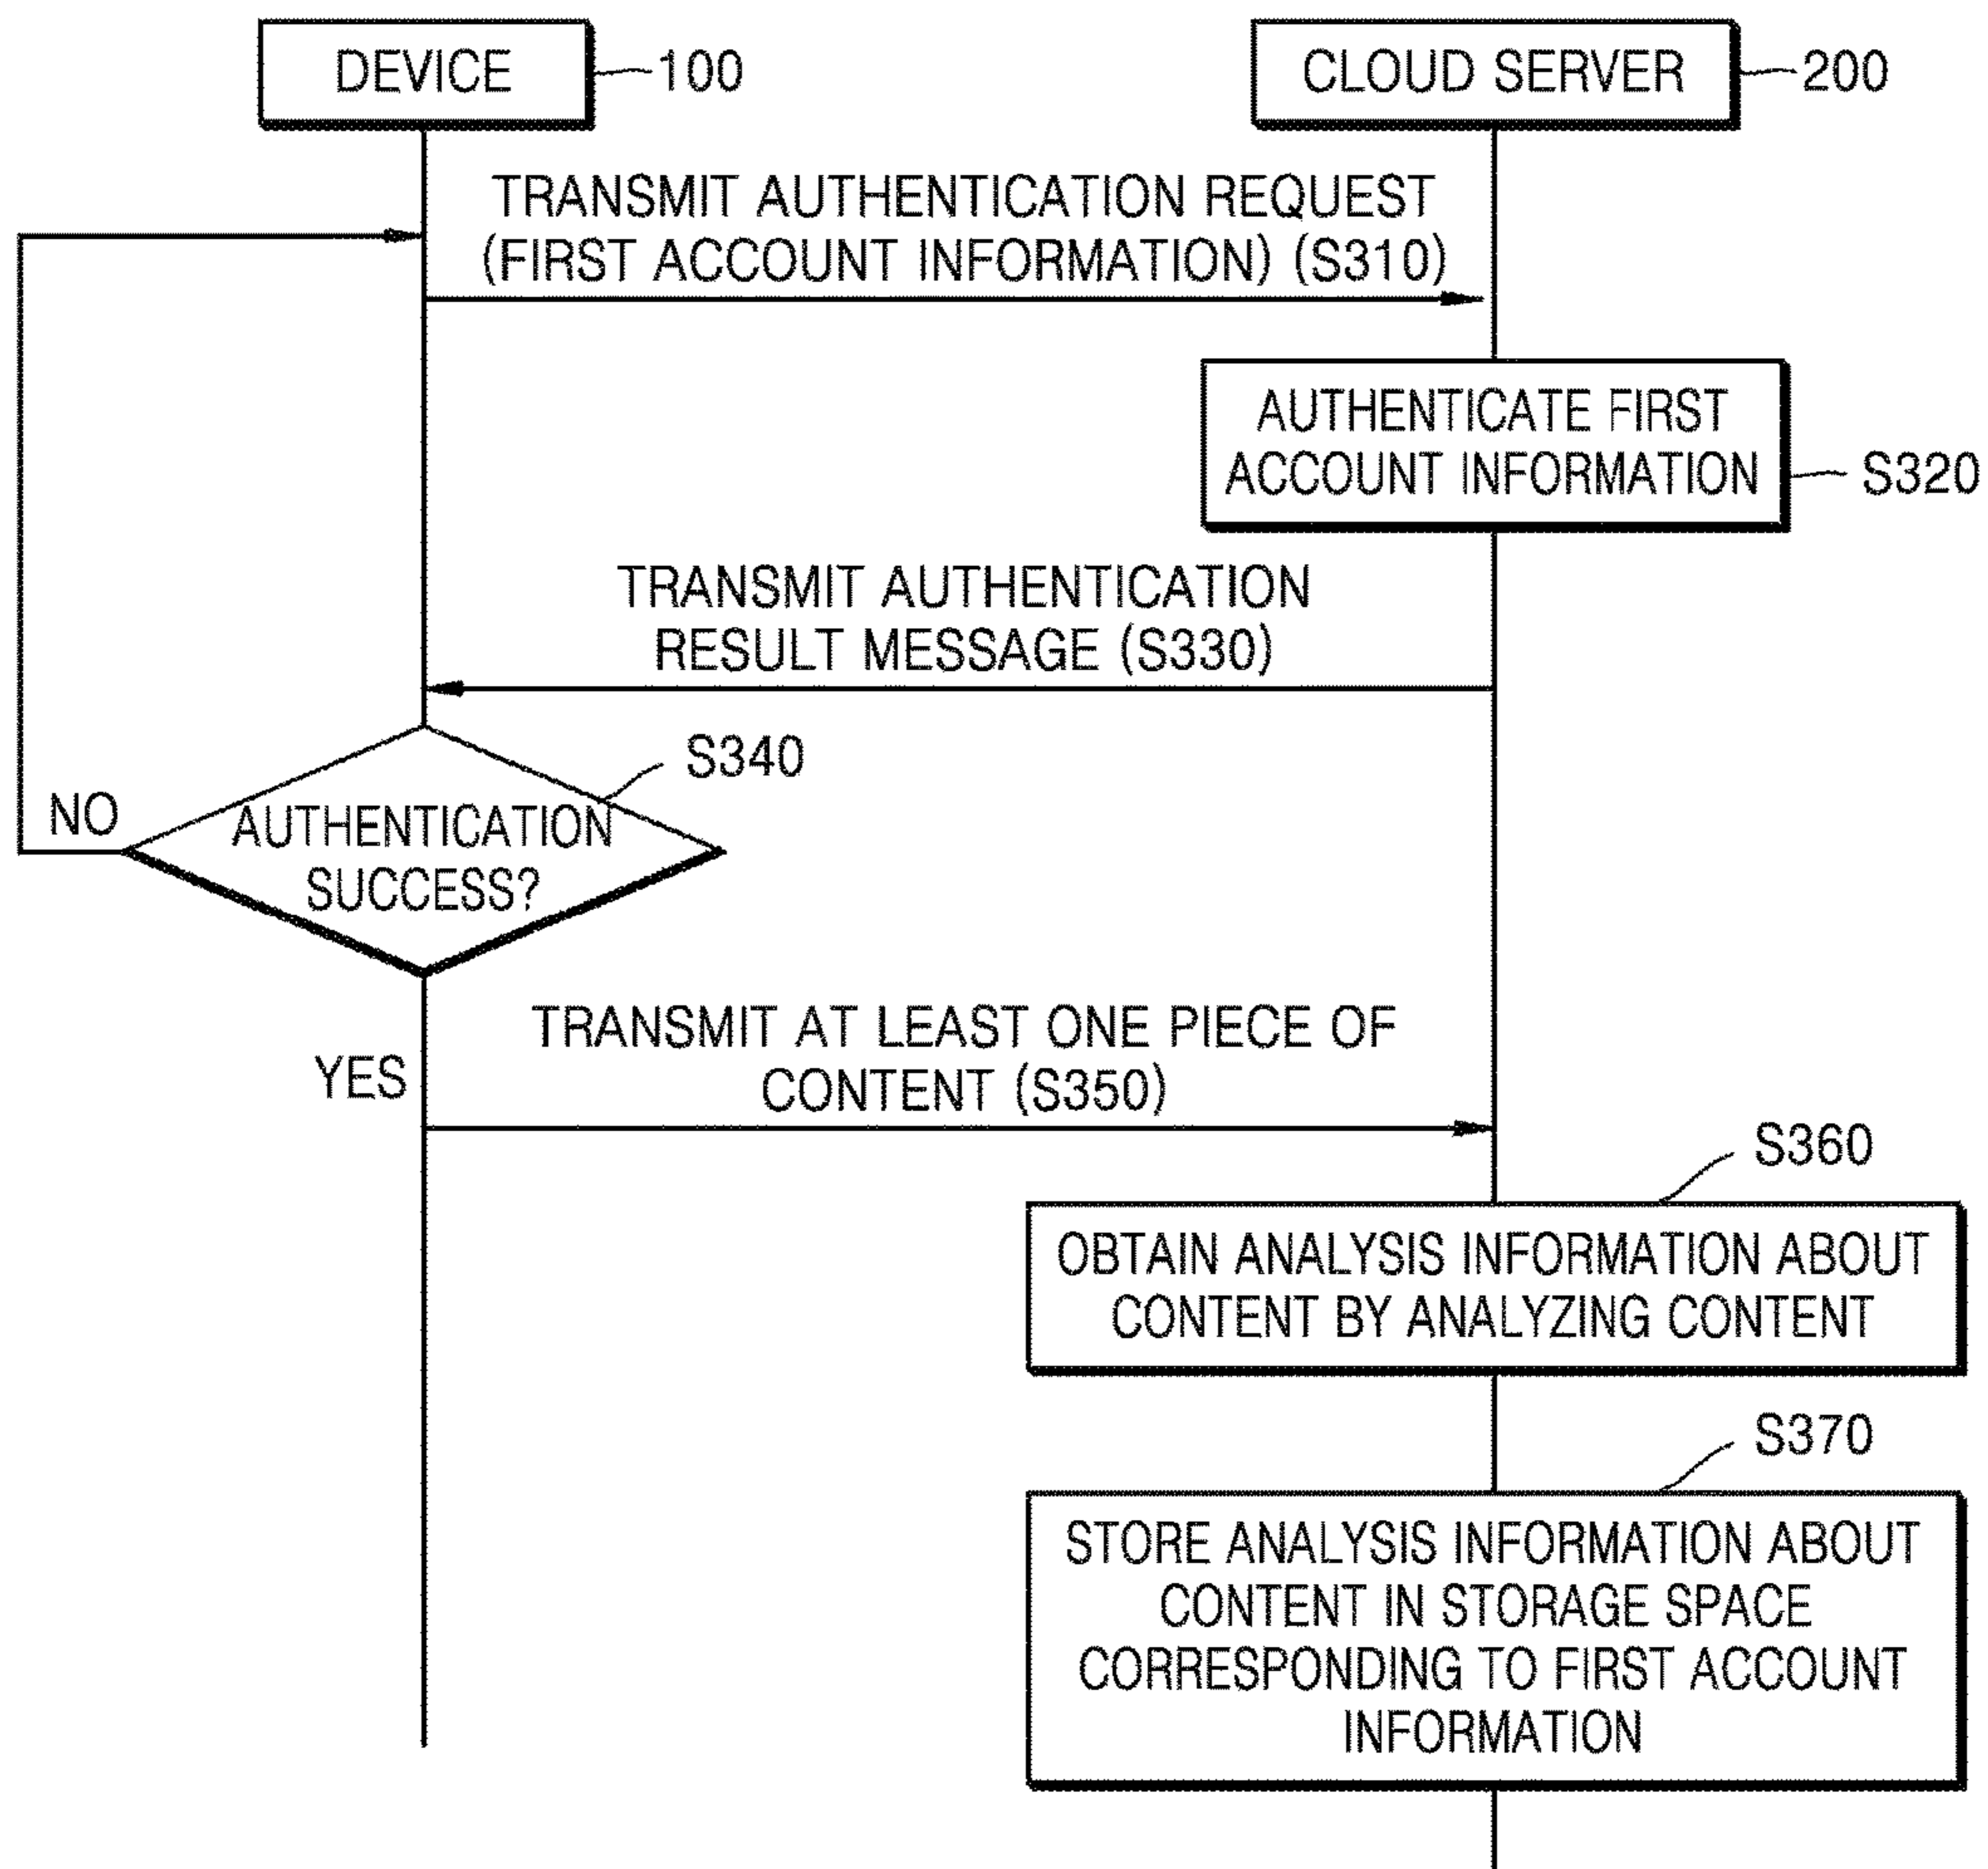 DEVICE
100
CLOUD SERVER
200
TRANSMIT AUTHENTICATION REQUEST
(FIRST ACCOUNT INFORMATION) (S310)
AUTHENTICATE FIRST
ACCOUNT INFORMATION
S320
TRANSMIT AUTHENTICATION
RESULT MESSAGE (S330)
S340
NO
AUTHENTICATION
SUCCESS?
TRANSMIT AT LEAST ONE PIECE OF
CONTENT (S350)
YES
S360
OBTAIN ANALYSIS INFORMATION ABOUT
CONTENT BY ANALYZING CONTENT
S370
STORE ANALYSIS INFORMATION ABOUT
CONTENT IN STORAGE SPACE
CORRESPONDING TO FIRST ACCOUNT
INFORMATION